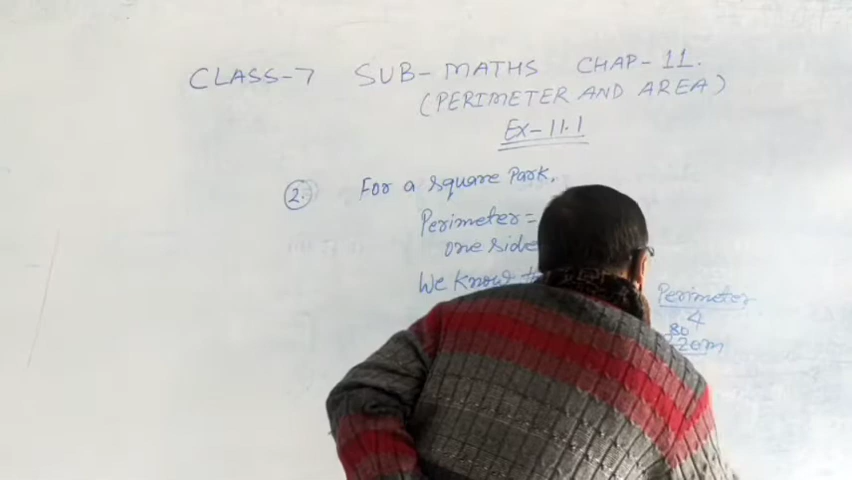 CLASS-7 SUB-MATHS CHAP-11.
(PERIMETER AND AREA)
Ex-11.1
2. For a square Park.
Perimeter =
one side
We Know
Perimeter
4
80
20m